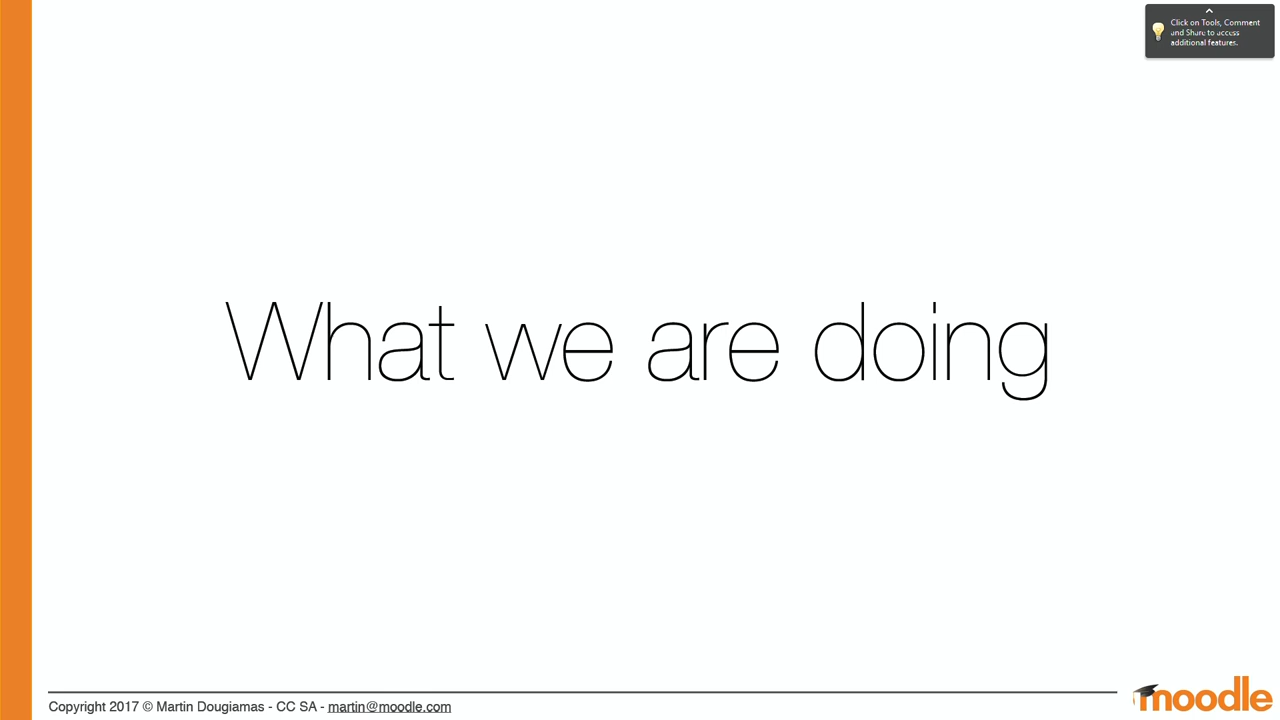 Click on Tools, Comment
and Share to access
additional features.
What we are doing
Copyright 2017 © Martin Dougiamas - CC SA - martin@moodle.com
moodle